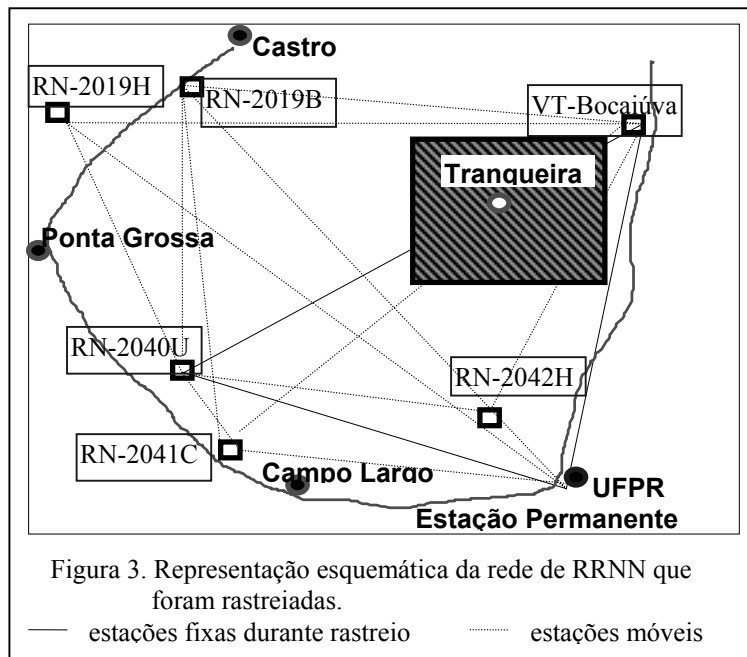 Castro
RN-2019H
RN-2019B
VT-Bocaiúva
Tranqueira
Ponta Grossa
RN-2040U
RN-2042H
RN-2041C
Campo Largo
UFPR
Estação Permanente
Figura 3. Representação esquemática da rede de RRNN que
foram rastreiadas.
estações fixas durante rastreio estações móveis